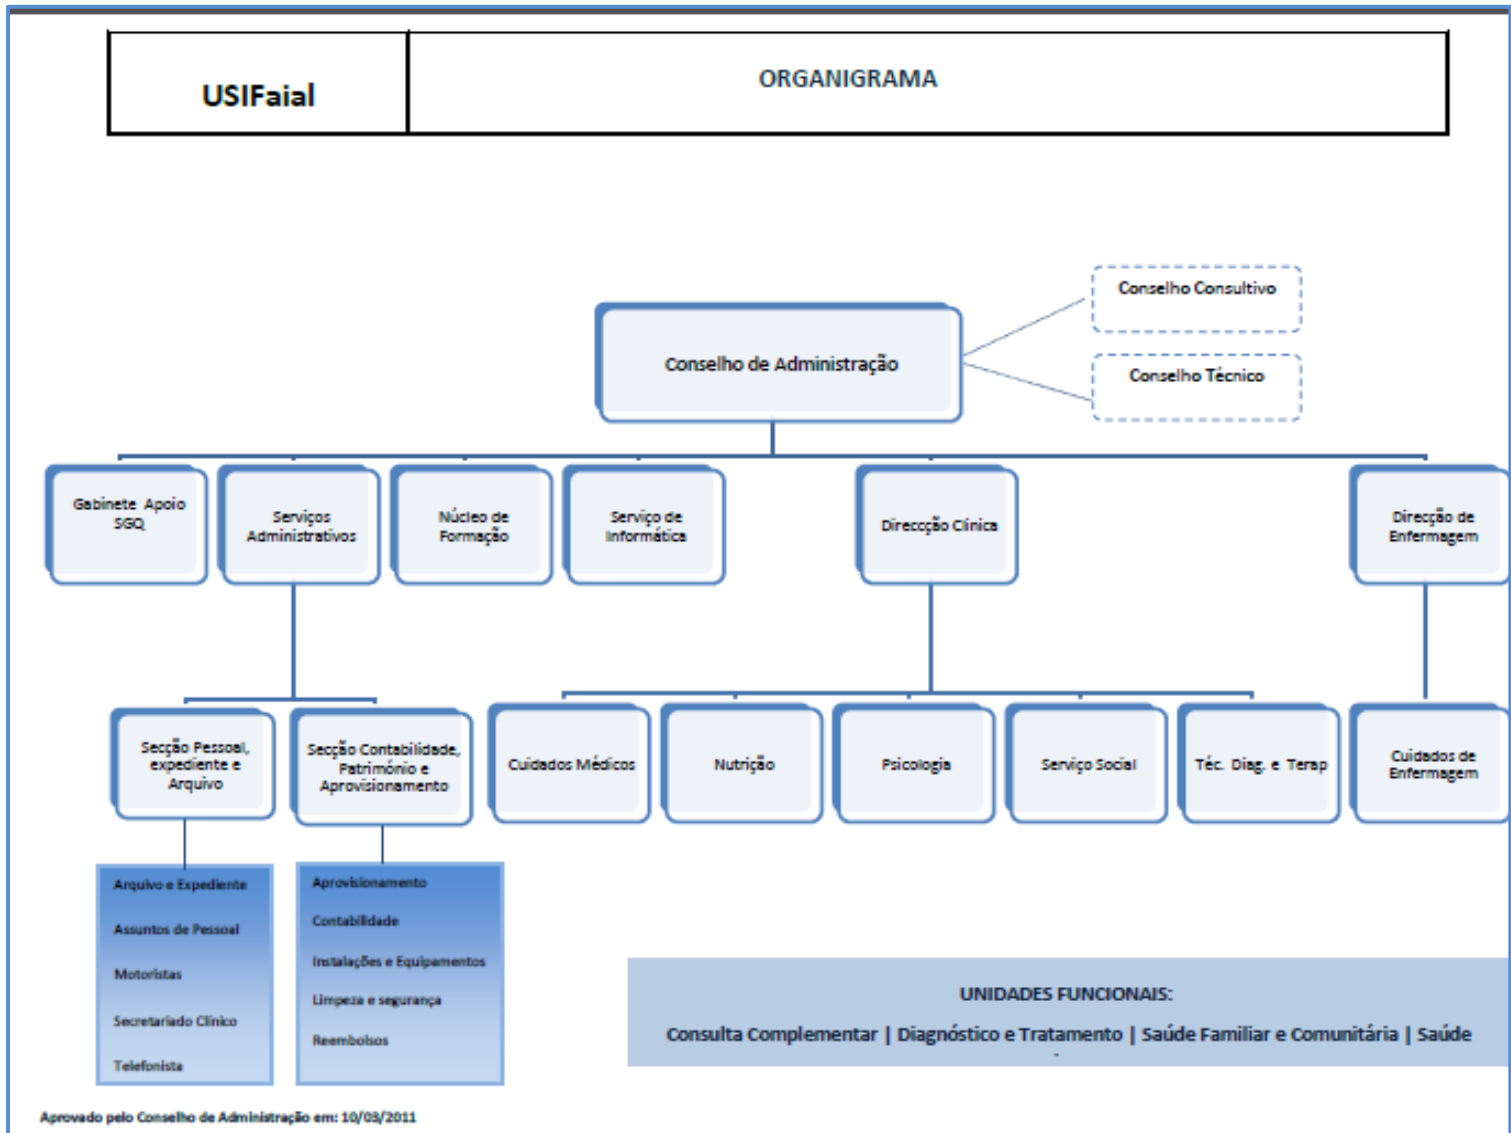 USIFaial
ORGANIGRAMA
Conselho Consultivo
Conselho de Administração
Conselho Técnico
Gabinete Apoio
SGQ
Serviços
Administrativos
Núcleo de
Formação
Serviço de
Informática
Direcção Clínica
Direcção de
Enfermagem
Secção Pessoal,
expediente e
Arquivo
Secção Contabilidade,
Património e
Aprovisionamento
Cuidados Médicos
Nutrição
Psicologia
Serviço Social
Téc. Diag. e Terap
Cuidados de
Enfermagem
Arquivo e Expediente
Assuntos de Pessoal
Motoristas
Secretariado Clínico
Telefonista
Aprovisionamento
Contabilidade
Instalações e Equipamentos
Limpeza e segurança
Reembolsos
UNIDADES FUNCIONAIS:
Consulta Complementar | Diagnóstico e Tratamento | Saúde Familiar e Comunitária | Saúde
Aprovado pelo Conselho de Administração em: 10/03/2011